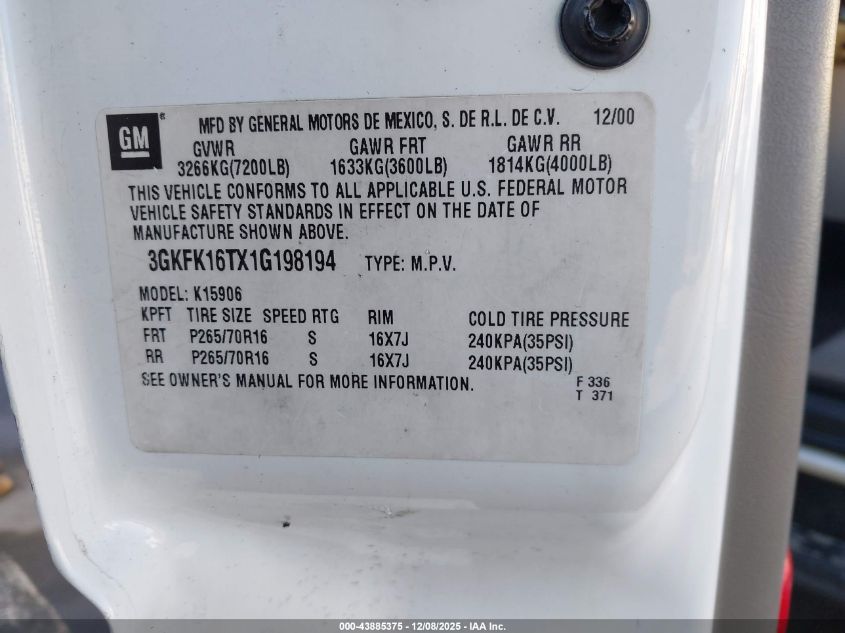 GM ® MFD BY GENERAL MOTORS DE MEXICO, S. DE R.L. DE C.V. 12/00
GVWR GAWR FRT GAWR RR
3266KG(7200LB) 1633KG(3600LB) 1814KG(4000LB)
THIS VEHICLE CONFORMS TO ALL APPLICABLE U.S. FEDERAL MOTOR
VEHICLE SAFETY STANDARDS IN EFFECT ON THE DATE OF
MANUFACTURE SHOWN ABOVE.
3GKFK16TX1G198194 TYPE: M.P.V.
MODEL: K15906
KPFT TIRE SIZE SPEED RTG RIM COLD TIRE PRESSURE
FRT P265/70R16 S 16X7J 240KPA(35PSI)
RR P265/70R16 S 16X7J 240KPA(35PSI)
SEE OWNER'S MANUAL FOR MORE INFORMATION. F 336
T 371
000-43885375 - 12/08/2025 - IAA Inc.